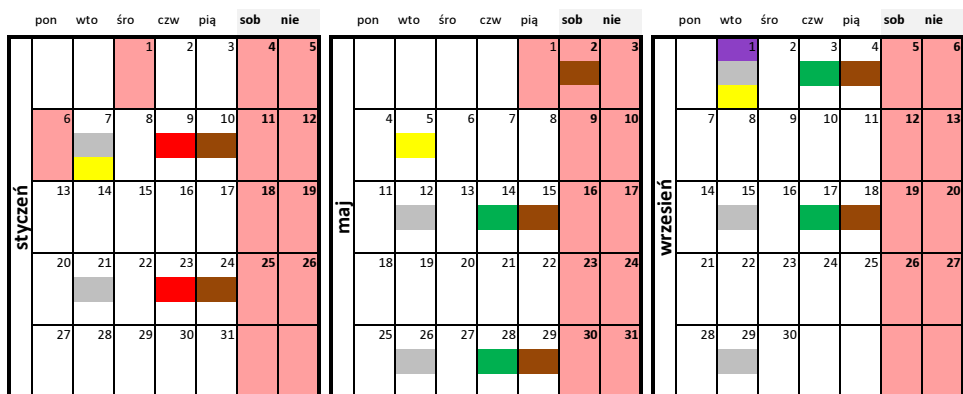 pon wto śro czw pią sob nie
styczeń
1 2 3 4 5
6 7 8 9 10 11 12
13 14 15 16 17 18 19
20 21 22 23 24 25 26
27 28 29 30 31
pon wto śro czw pią sob nie
maj
1 2 3
4 5 6 7 8 9 10
11 12 13 14 15 16 17
18 19 20 21 22 23 24
25 26 27 28 29 30 31
pon wto śro czw pią sob nie
wrzesień
1 2 3 4 5 6
7 8 9 10 11 12 13
14 15 16 17 18 19 20
21 22 23 24 25 26 27
28 29 30